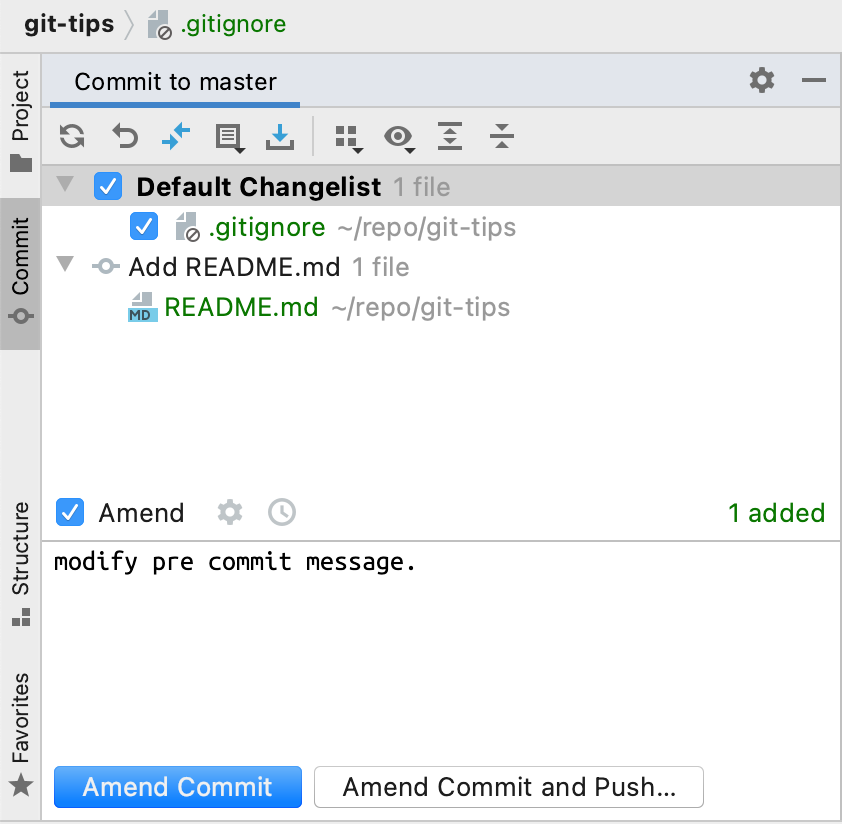 git-tips .gitignore
Project
Commit
Structure
Favorites
Commit to master
Default Changelist 1 file
.gitignore ~/repo/git-tips
Add README.md 1 file
MD README.md ~/repo/git-tips
Amend 1 added
modify pre commit message.
Amend Commit Amend Commit and Push...